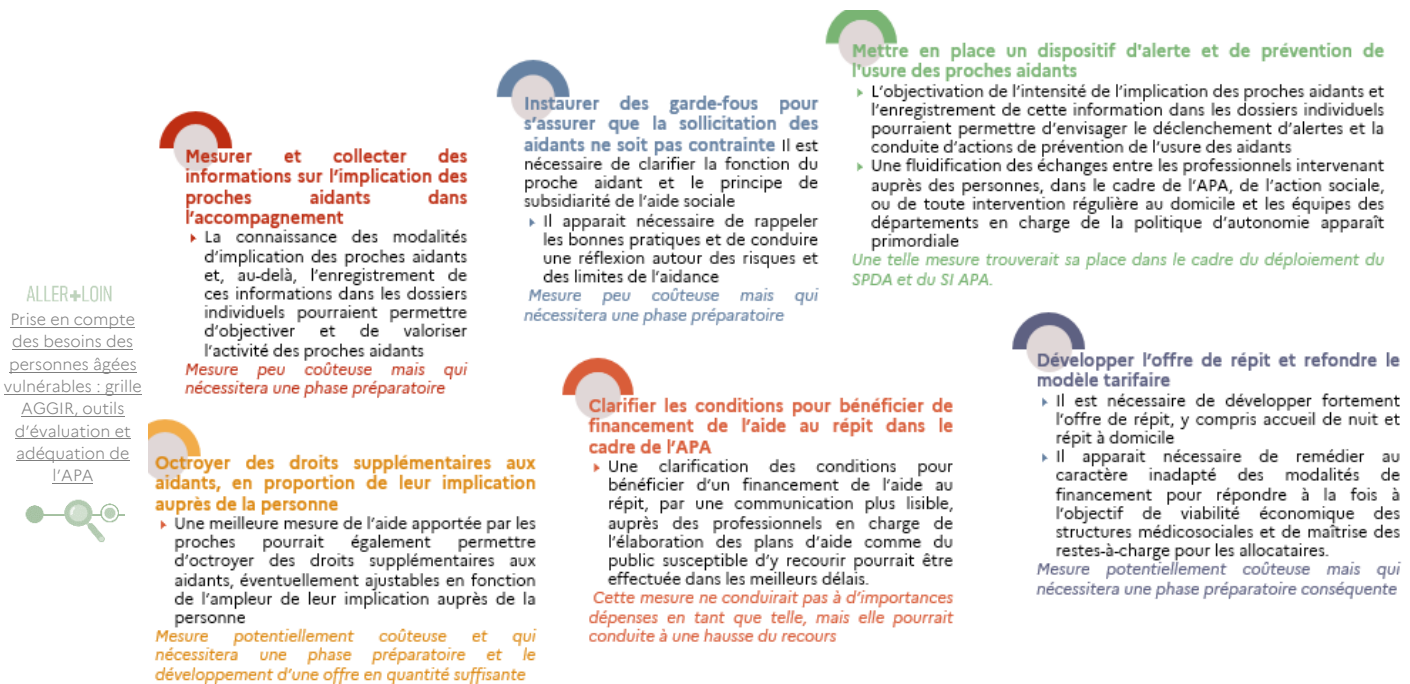 ALLER+LOIN
Prise en compte
des besoins des
personnes âgées
vulnérables : grille
AGGIR, outils
d'évaluation et
adéquation de
l'APA
Mesurer et collecter des
informations sur l'implication des
proches aidants dans
l'accompagnement
La connaissance des modalités
d'implication des proches aidants
et, au-delà, l'enregistrement de
ces informations dans les dossiers
individuels pourraient permettre
d'objectiver et de valoriser
l'activité des proches aidants
Mesure peu coûteuse mais qui
nécessitera une phase préparatoire
Instaurer des garde-fous pour
s'assurer que la sollicitation des
aidants ne soit pas contrainte Il est
nécessaire de clarifier la fonction du
proche aidant et le principe de
subsidiarité de l'aide sociale
Il apparait nécessaire de rappeler
les bonnes pratiques et de conduire
une réflexion autour des risques et
des limites de l'aidance
Mesure peu coûteuse mais qui
nécessitera une phase préparatoire
Mettre en place un dispositif d'alerte et de prévention de
l'usure des proches aidants
L'objectivation de l'intensité de l'implication des proches aidants et
l'enregistrement de cette information dans les dossiers individuels
pourraient permettre d'envisager le déclenchement d'alertes et la
conduite d'actions de prévention de l'usure des aidants
Une fluidification des échanges entre les professionnels intervenant
auprès des personnes, dans le cadre de l'APA, de l'action sociale,
ou de toute intervention régulière au domicile et les équipes des
départements en charge de la politique d'autonomie apparaît
primordiale
Une telle mesure trouverait sa place dans le cadre du déploiement du
SPDA et du SI APA.
Octroyer des droits supplémentaires aux
aidants, en proportion de leur implication
auprès de la personne
Une meilleure mesure de l'aide apportée par les
proches pourrait également permettre
d'octroyer des droits supplémentaires aux
aidants, éventuellement ajustables en fonction
de l'ampleur de leur implication auprès de la
personne
Mesure potentiellement coûteuse et qui
nécessitera une phase préparatoire et le
développement d'une offre en quantité suffisante
Clarifier les conditions pour bénéficier de
financement de l'aide au répit dans le
cadre de l'APA
Une clarification des conditions pour
bénéficier d'un financement de l'aide au
répit, par une communication plus lisible,
auprès des professionnels en charge de
l'élaboration des plans d'aide comme du
public susceptible d'y recourir pourrait être
effectuée dans les meilleurs délais.
Cette mesure ne conduirait pas à d'importances
dépenses en tant que telle, mais elle pourrait
conduite à une hausse du recours
Développer l'offre de répit et refondre le
modèle tarifaire
Il est nécessaire de développer fortement
l'offre de répit, y compris accueil de nuit et
répit à domicile
Il apparait nécessaire de remédier au
caractère inadapté des modalités de
financement pour répondre à la fois à
l'objectif de viabilité économique des
structures médicosociales et de maîtrise des
restes-à-charge pour les allocataires.
Mesure potentiellement coûteuse mais qui
nécessitera une phase préparatoire conséquente